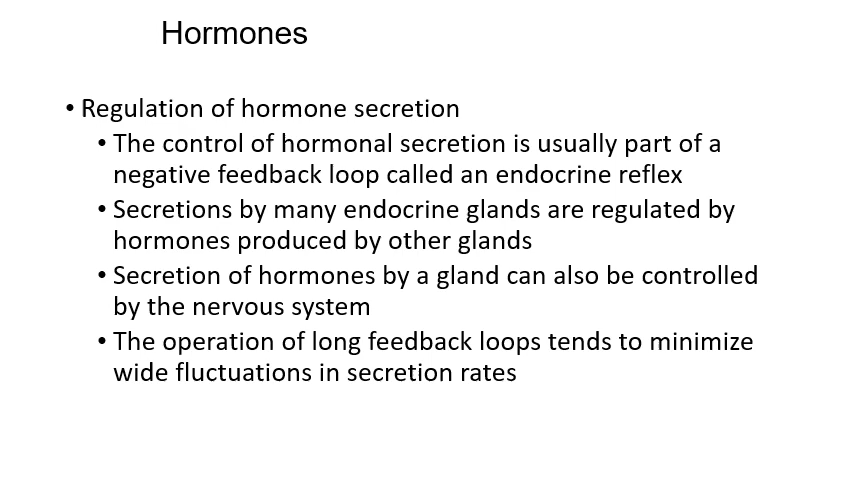 Hormones
• Regulation of hormone secretion
• The control of hormonal secretion is usually part of a
negative feedback loop called an endocrine reflex
• Secretions by many endocrine glands are regulated by
hormones produced by other glands
• Secretion of hormones by a gland can also be controlled
by the nervous system
• The operation of long feedback loops tends to minimize
wide fluctuations in secretion rates